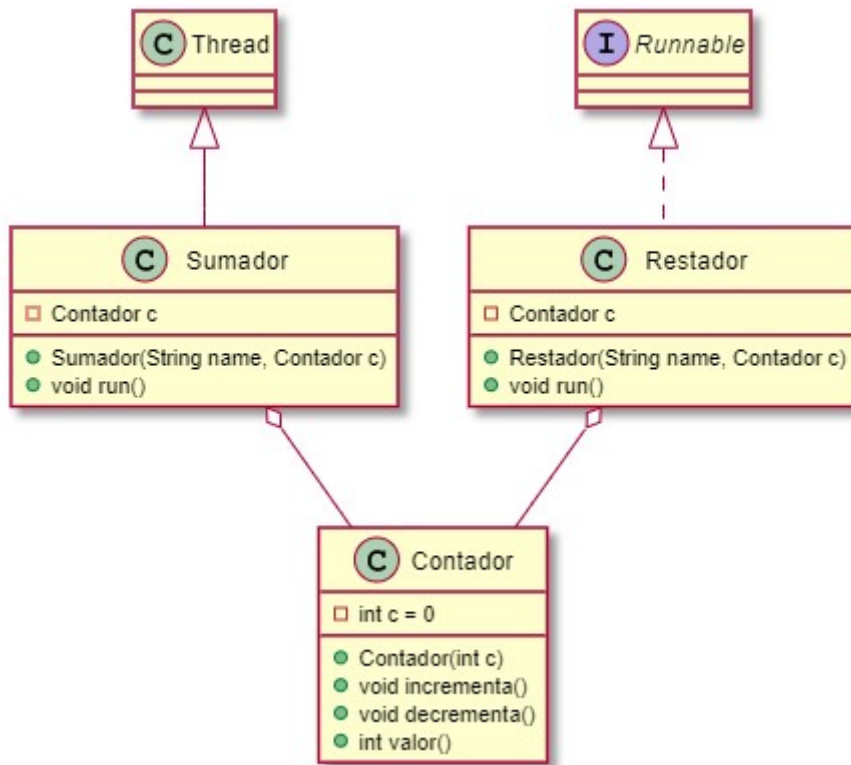 C Thread
I Runnable
C Sumador
Contador c
Sumador(String name, Contador c)
void run()
C Restador
Contador c
Restador(String name, Contador c)
void run()
C Contador
int c = 0
Contador(int c)
void incrementa()
void decrementa()
int valor()